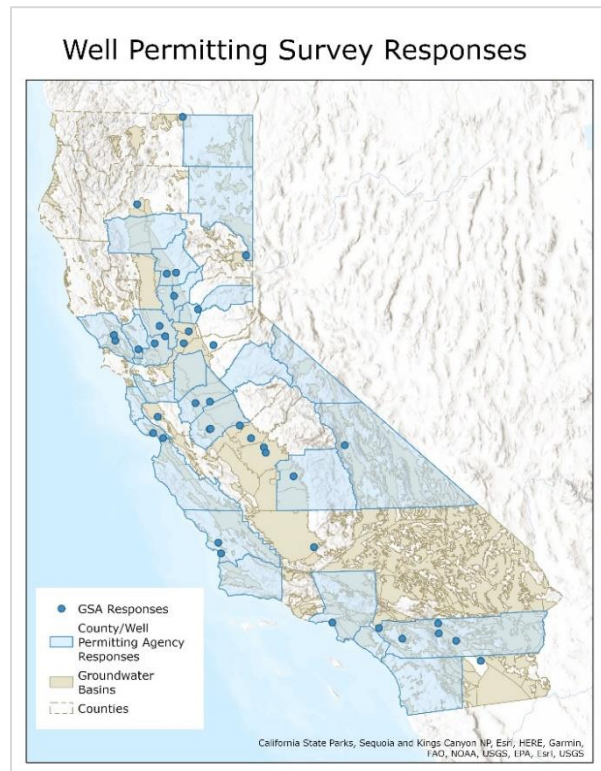 Well Permitting Survey Responses
GSA Responses
County/Well
Permitting Agency
Responses
Groundwater
Basins
Counties
California State Parks, Sequoia and Kings Canyon NP, Esri, HERE, Garmin,
FAO, NOAA, USGS, EPA, Esri, USGS